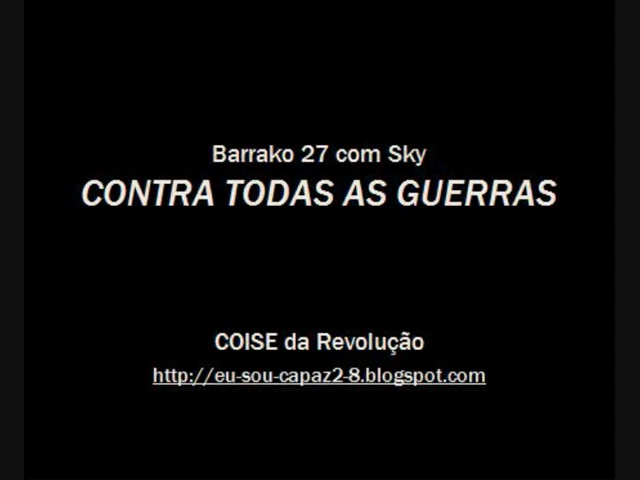 Barrako 27 com Sky
CONTRA TODAS AS GUERRAS
COISE da Revolução
http://eu-sou-capaz2-8.blogspot.com